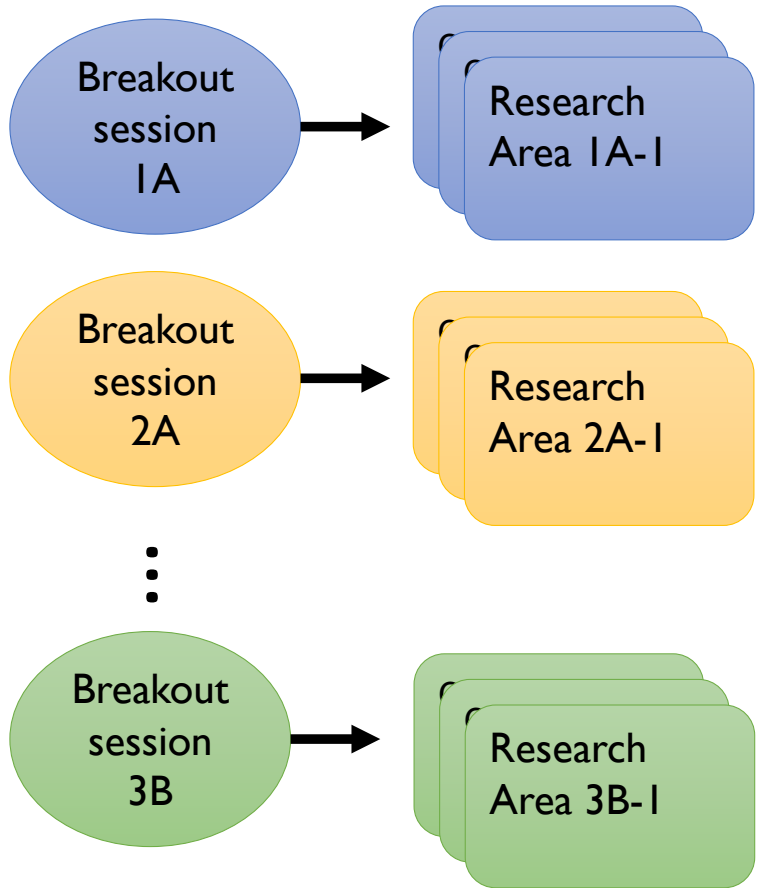 Breakout
session
1A
Research
Area 1A-1
Breakout
session
2A
Research
Area 2A-1
Breakout
session
3B
Research
Area 3B-1